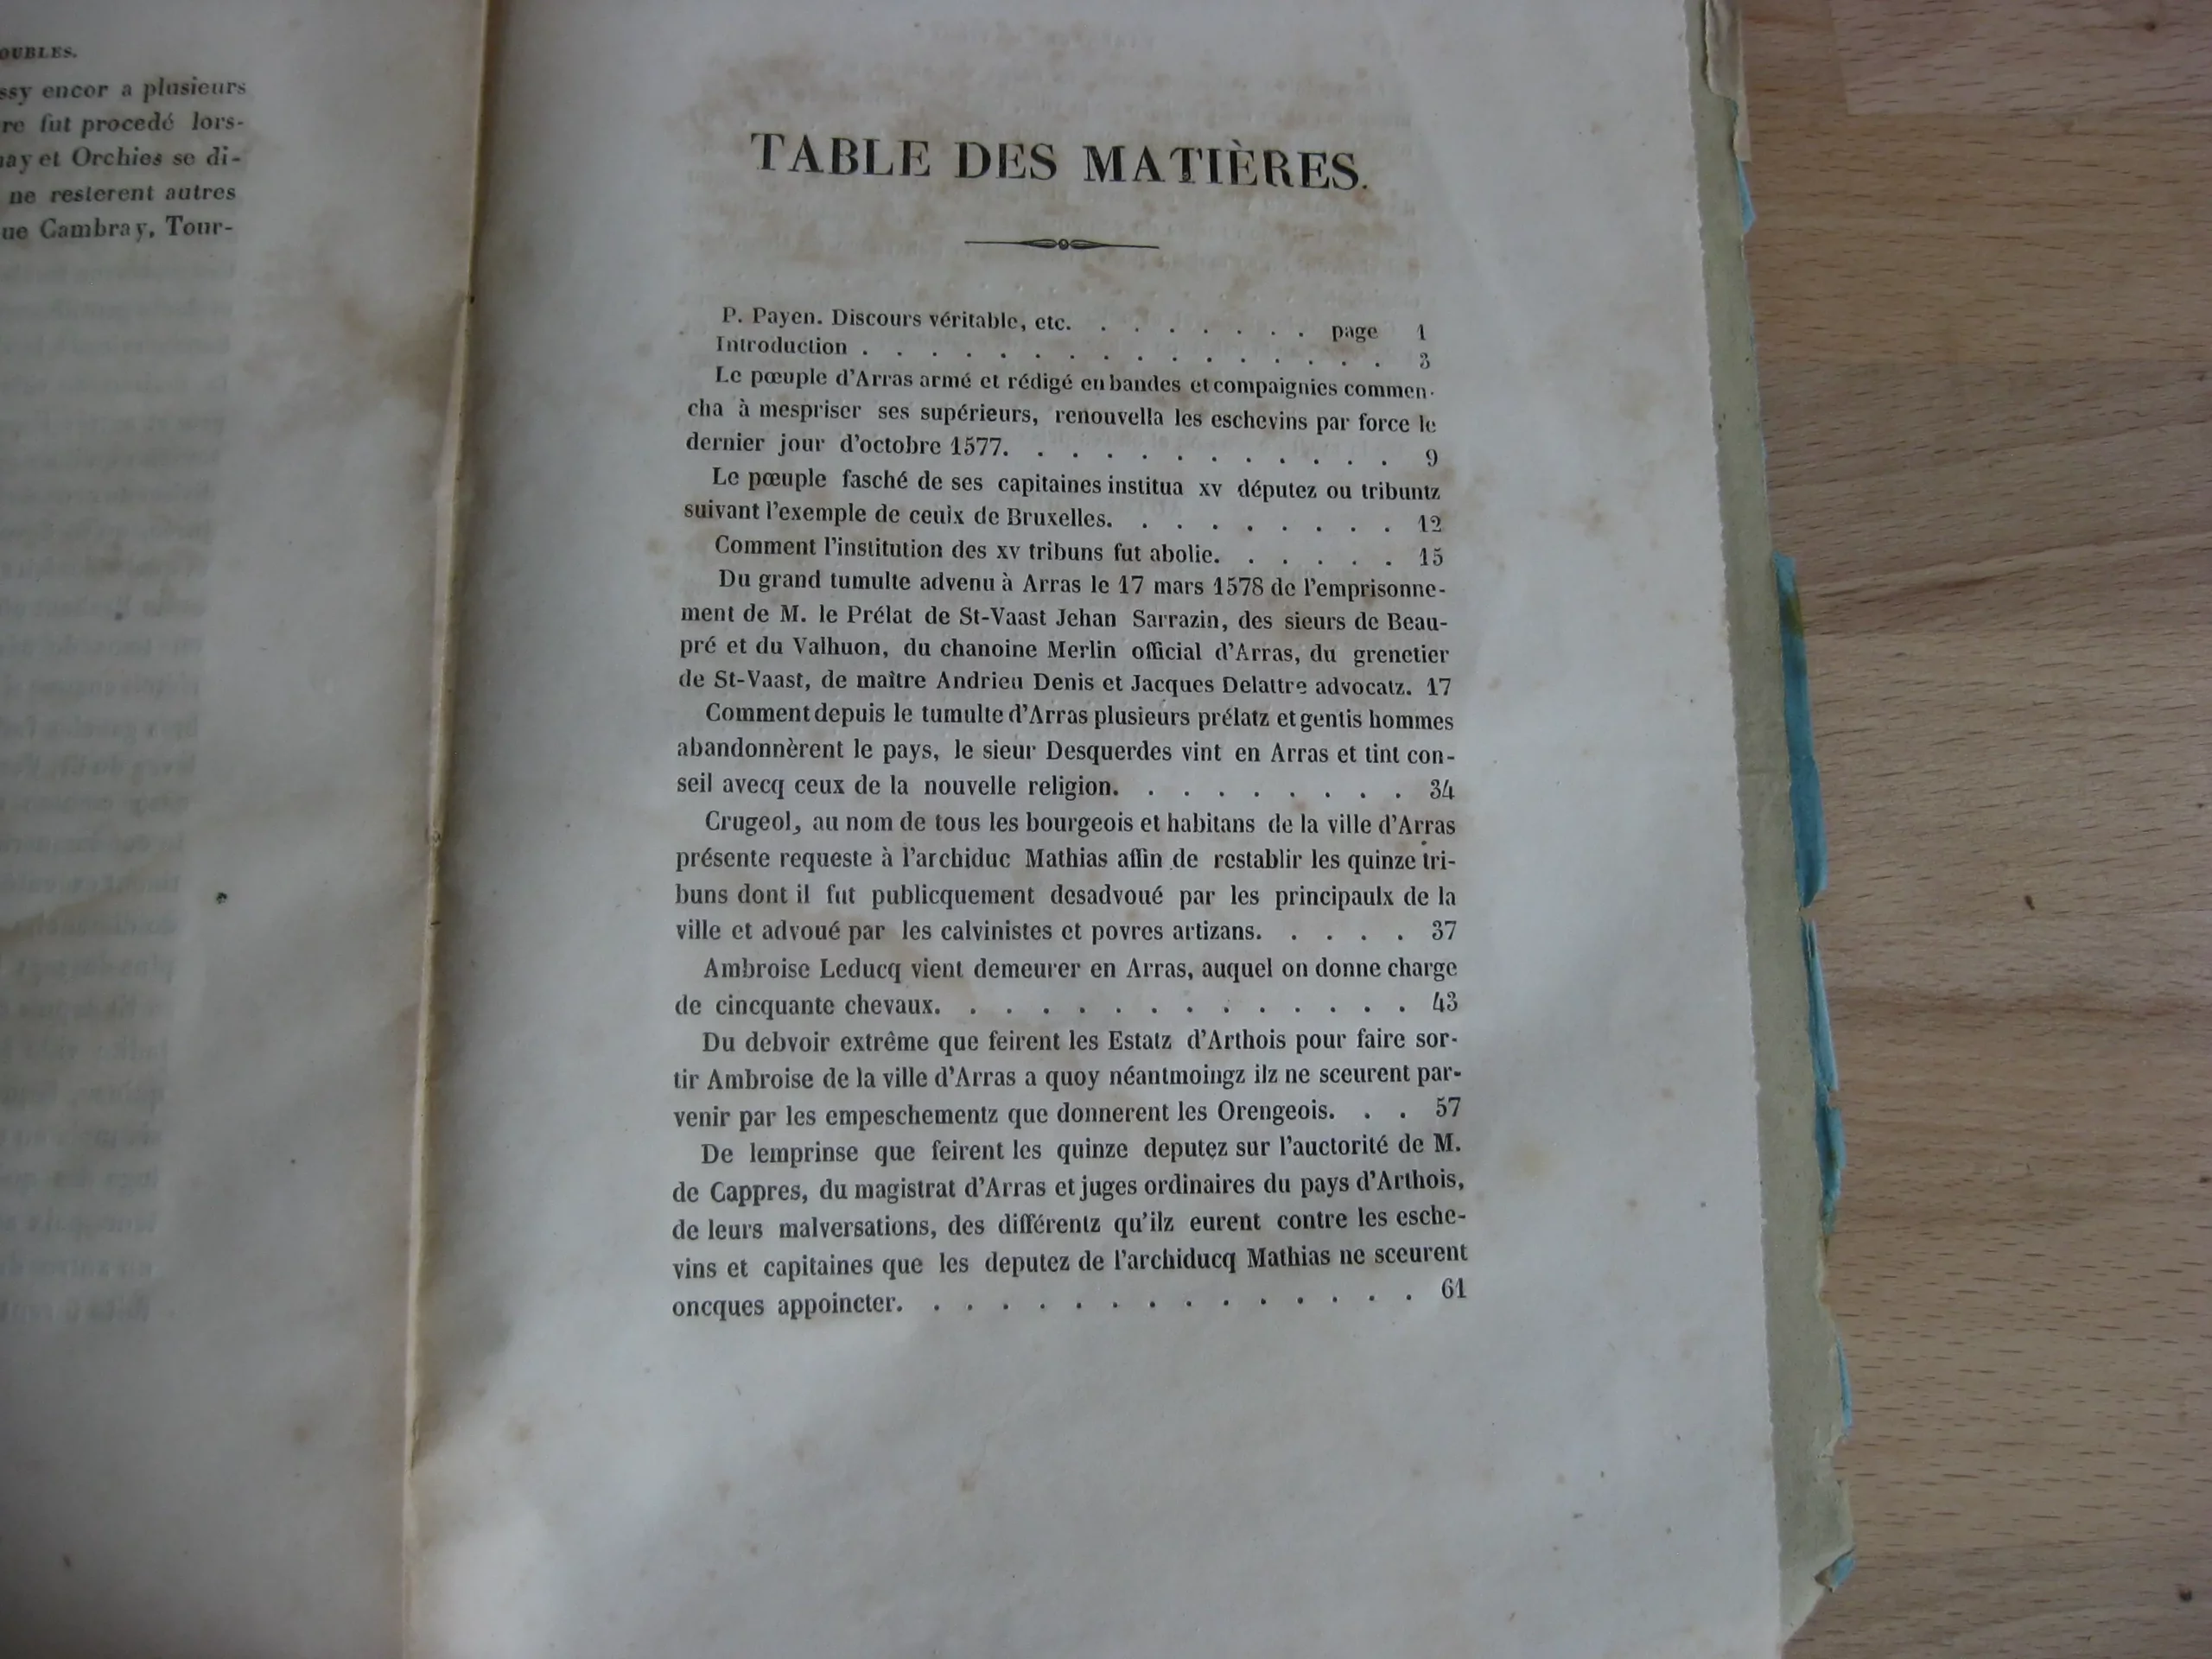 OUBLES.
ssy encor a plusieurs
re fut procedé lors-
nay et Orchies se di-
ne resterent autres
ue Cambray, Tour-
TABLE DES MATIÈRES.
P. Payen. Discours véritable, etc. . . . . . . . page 1
Introduction . . . . . . . . . . . . . . . . 3
Le pœuple d'Arras armé et rédigé en bandes et compaignies commen-
cha à mespriser ses supérieurs, renouvella les eschevins par force le
dernier jour d'octobre 1577. . . . . . . . . . . . 9
Le pœuple fasché de ses capitaines institua xv députez ou tribuntz
suivant l'exemple de ceulx de Bruxelles. . . . . . . . . 12
Comment l'institution des xv tribuns fut abolie. . . . . . 15
Du grand tumulte advenu à Arras le 17 mars 1578 de l'emprisonne-
ment de M. le Prélat de St-Vaast Jehan Sarrazin, des sieurs de Beau-
pré et du Valhuon, du chanoine Merlin official d'Arras, du grenetier
de St-Vaast, de maître Andrieu Denis et Jacques Delattre advocatz. 17
Comment depuis le tumulte d'Arras plusieurs prélatz et gentis hommes
abandonnèrent le pays, le sieur Desquerdes vint en Arras et tint con-
seil avecq ceux de la nouvelle religion. . . . . . . . . 34
Crugeol, au nom de tous les bourgeois et habitans de la ville d'Arras
présente requeste à l'archiduc Mathias affin de restablir les quinze tri-
buns dont il fut publicquement desadvoué par les principaulx de la
ville et advoué par les calvinistes et povres artizans. . . . . 37
Ambroise Leducq vient demeurer en Arras, auquel on donne charge
de cincquante chevaux. . . . . . . . . . . . . . 43
Du debvoir extrême que feirent les Estatz d'Arthois pour faire sor-
tir Ambroise de la ville d'Arras a quoy néantmoingz ilz ne sceurent par-
venir par les empeschementz que donnerent les Orengeois. . . 57
De lemprinse que feirent les quinze deputez sur l'auctorité de M.
de Cappres, du magistrat d'Arras et juges ordinaires du pays d'Arthois,
de leurs malversations, des différentz qu'ilz eurent contre les esche-
vins et capitaines que les deputez de l'archiducq Mathias ne sceurent
oncques appoincter. . . . . . . . . . . . . . . 61